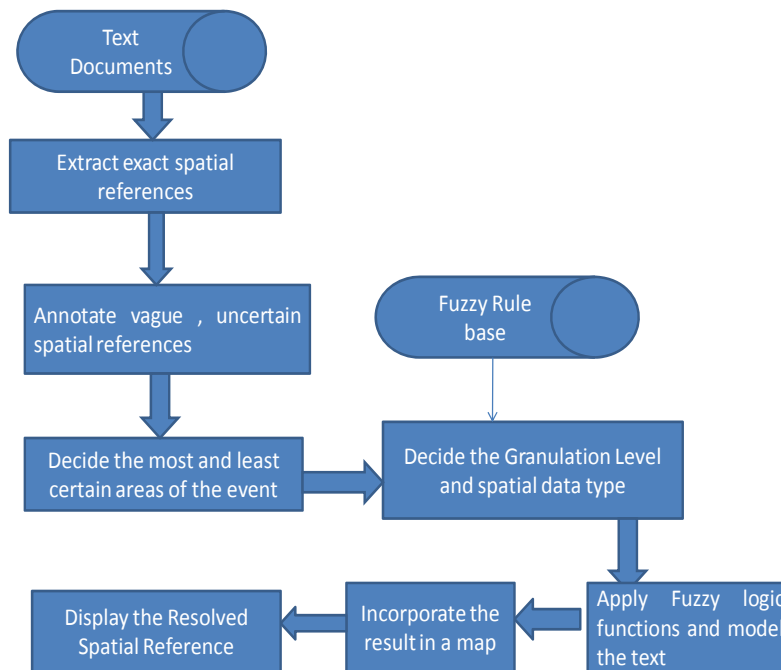 Text
Documents
Extract exact spatial
references
Annotate vague , uncertain
spatial references
Fuzzy Rule
base
Decide the most and least
certain areas of the event
Decide the Granulation Level
and spatial data type
Apply Fuzzy logic
functions and model
the text
Incorporate the
result in a map
Display the Resolved
Spatial Reference